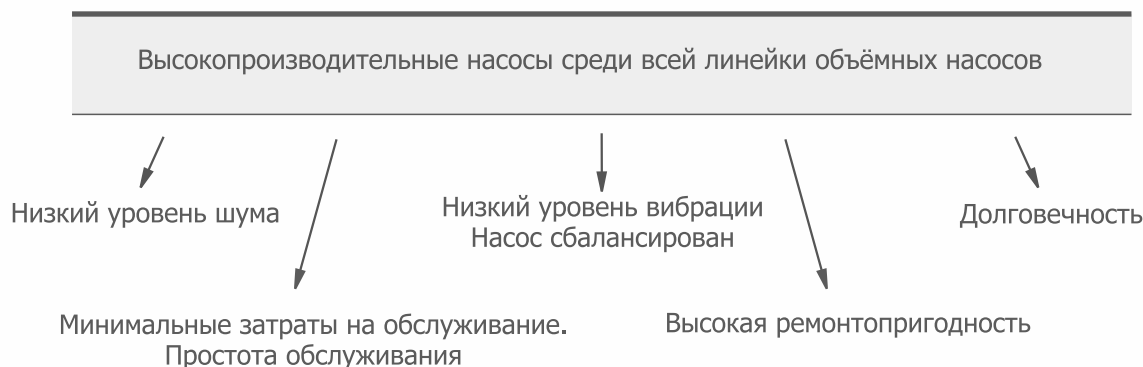 Высокопроизводительные насосы среди всей линейки объёмных насосов
Низкий уровень шума
Низкий уровень вибрации
Насос сбалансирован
Долговечность
Минимальные затраты на обслуживание.
Простота обслуживания
Высокая ремонтопригодность